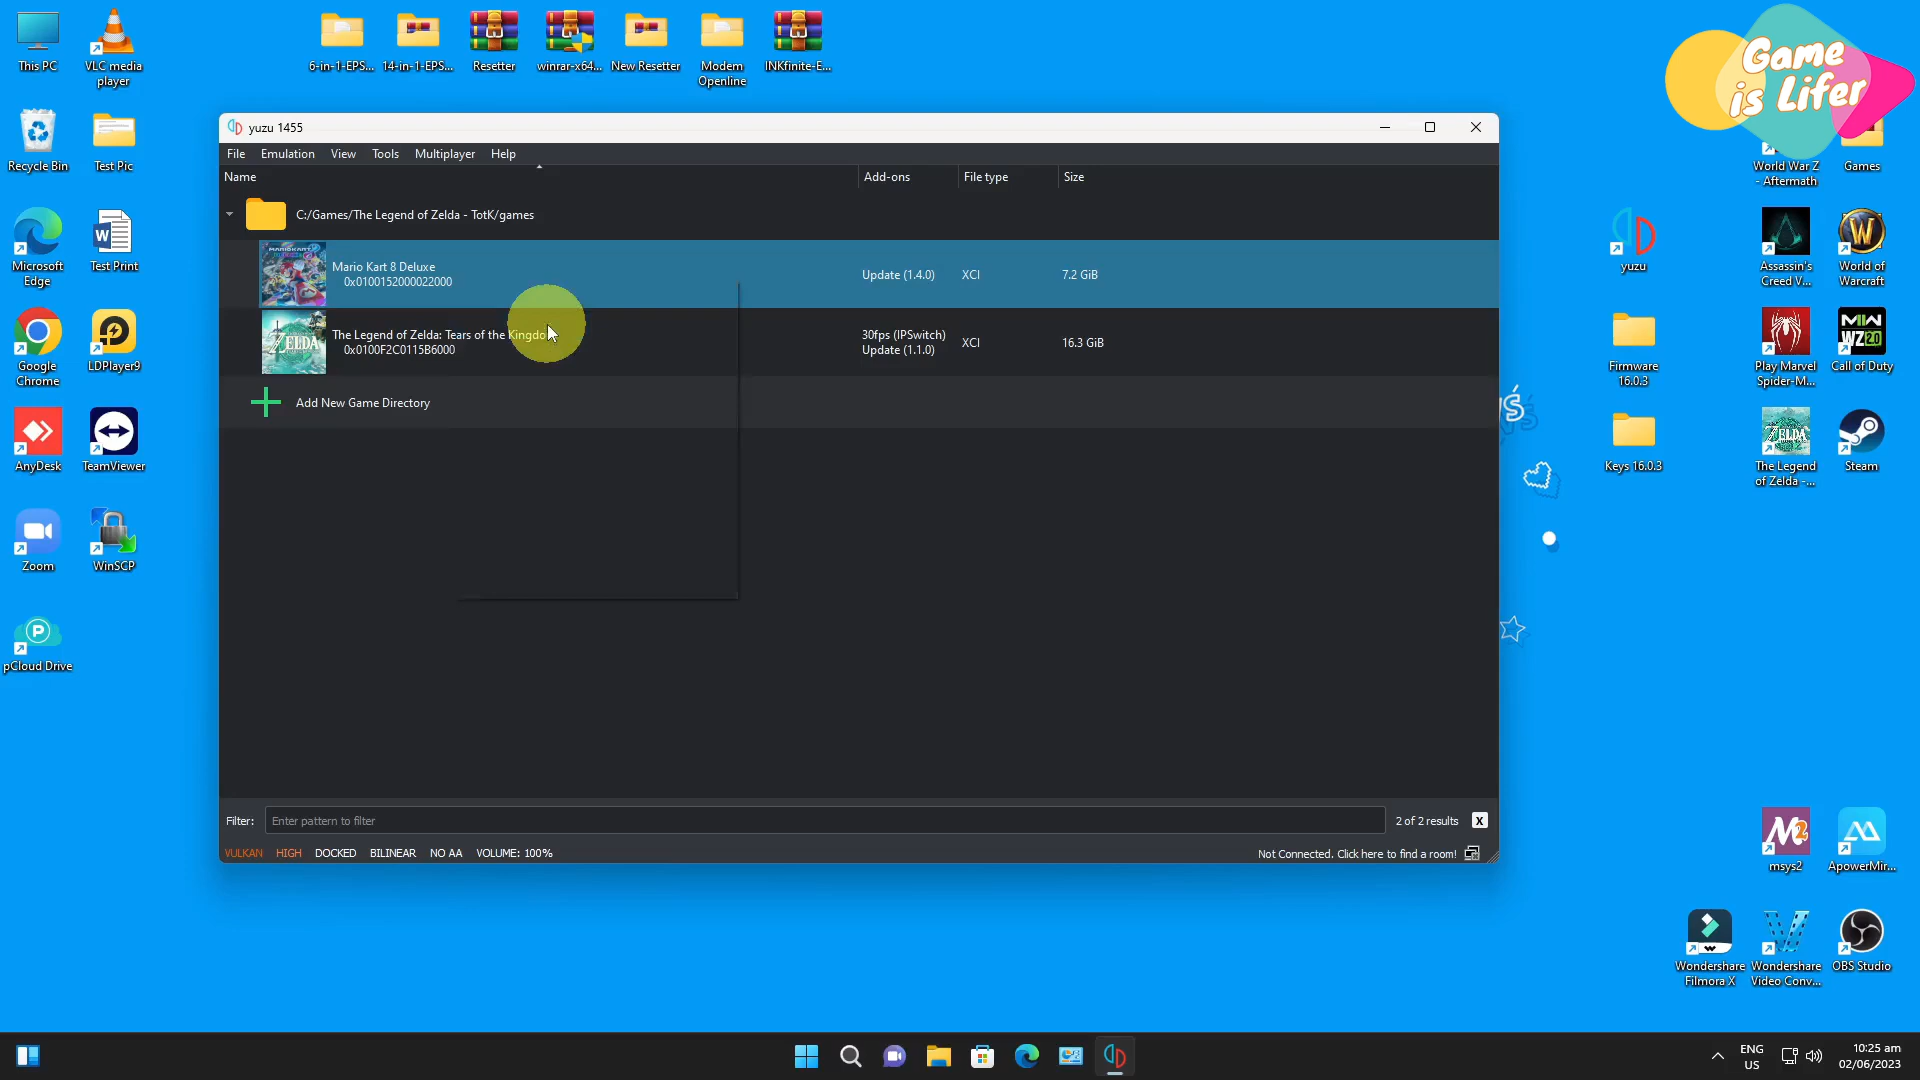 This PC
VLC media
player
6-in-1-EPS...
14-in-1-EPS...
Resetter
winrar-x64...
New Resetter
Modem
Openline
INKfinite-E...
Game
is Lifer
Recycle Bin
Test Pic
World War Z
- Aftermath
Games
yuzu 1455
File
Emulation
View
Tools
Multiplayer
Help
Name
Add-ons
File type
Size
C:/Games/The Legend of Zelda - TotK/games
Mario Kart 8 Deluxe
0x0100152000022000
Update (1.4.0)
XCI
7.2 GiB
The Legend of Zelda: Tears of the Kingdo
0x0100F2C0115B6000
30fps (IPSwitch)
Update (1.1.0)
XCI
16.3 GiB
Add New Game Directory
Microsoft
Edge
Test Print
yuzu
Assassin's
Creed V...
World of
Warcraft
Google
Chrome
LDPlayer9
Firmware
16.0.3
Play Marvel
Spider-M...
Call of Duty
AnyDesk
TeamViewer
Keys 16.0.3
The Legend
of Zelda -...
Steam
Zoom
WinSCP
pCloud Drive
Filter:
Enter pattern to filter
2 of 2 results
X
VULKAN
HIGH
DOCKED
BILINEAR
NO AA
VOLUME: 100%
Not Connected. Click here to find a room!
msys2
ApowerMir...
Wondershare
Filmora X
Wondershare
Video Conv...
OBS Studio
ENG
US
10:25 am
02/06/2023